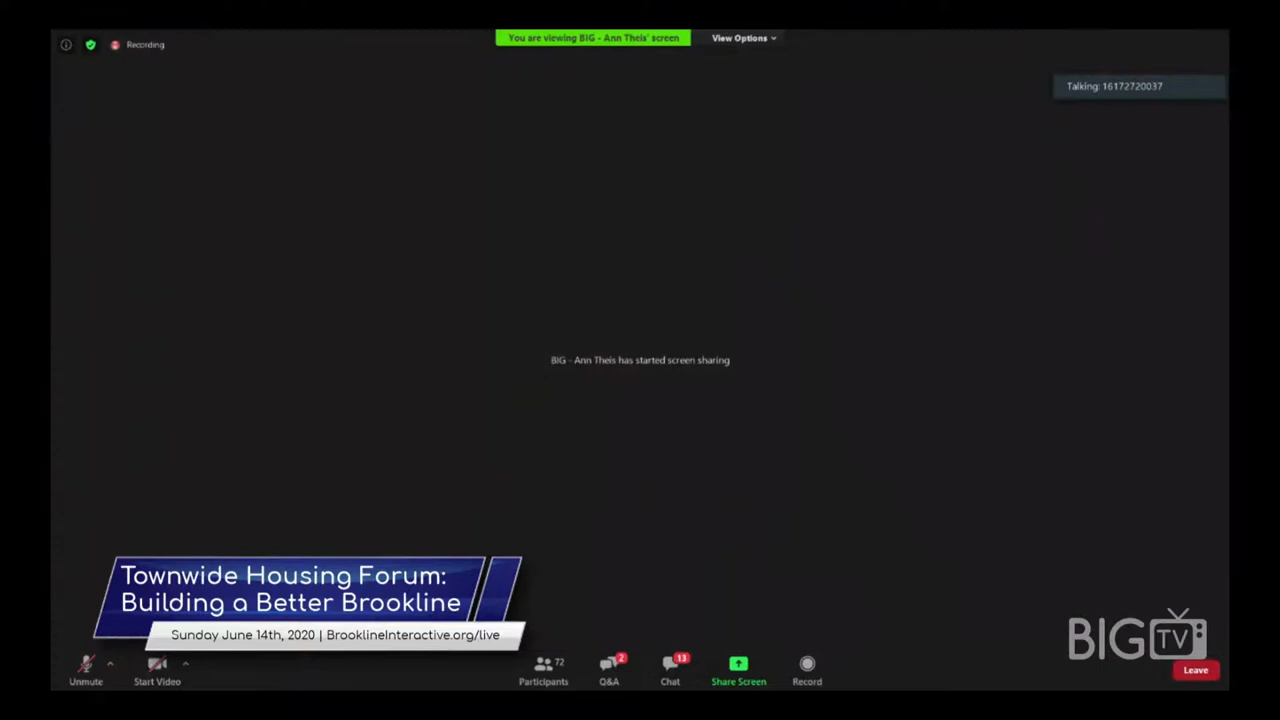 Recording
You are viewing BIG - Ann Theis' screen
View Options
Talking: 16172720037
BIG - Ann Theis has started screen sharing
Townwide Housing Forum:
Building a Better Brookline
Sunday June 14th, 2020 | BrooklineInteractive.org/live
BIG TV
72
2
13
Unmute
Start Video
Participants
Q&A
Chat
Share Screen
Record
Leave